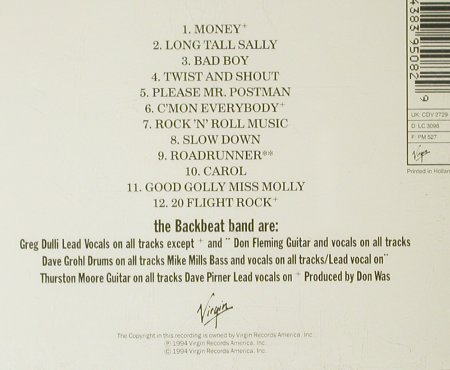 1. MONEY+
2. LONG TALL SALLY
3. BAD BOY
4. TWIST AND SHOUT
5. PLEASE MR. POSTMAN
6. C'MON EVERYBODY+
7. ROCK 'N' ROLL MUSIC
8. SLOW DOWN
9. ROADRUNNER**
10. CAROL
11. GOOD GOLLY MISS MOLLY
12. 20 FLIGHT ROCK+
the Backbeat band are:
Greg Dulli Lead Vocals on all tracks except + and ¨ Don Fleming Guitar and vocals on all tracks
Dave Grohl Drums on all tracks Mike Mills Bass and vocals on all tracks/Lead vocal on¨
Thurston Moore Guitar on all tracks Dave Pirner Lead vocals on + Produced by Don Was
Virgin
The Copyright in this recording is owned by Virgin Records America. Inc.
℗ 1994 Virgin Records America, Inc.
© 1994 Virgin Records America, Inc.
4383 95082
9
UK: CDV 2729
D: LC 3098
F: PM 527
Virgin
Printed in Holland